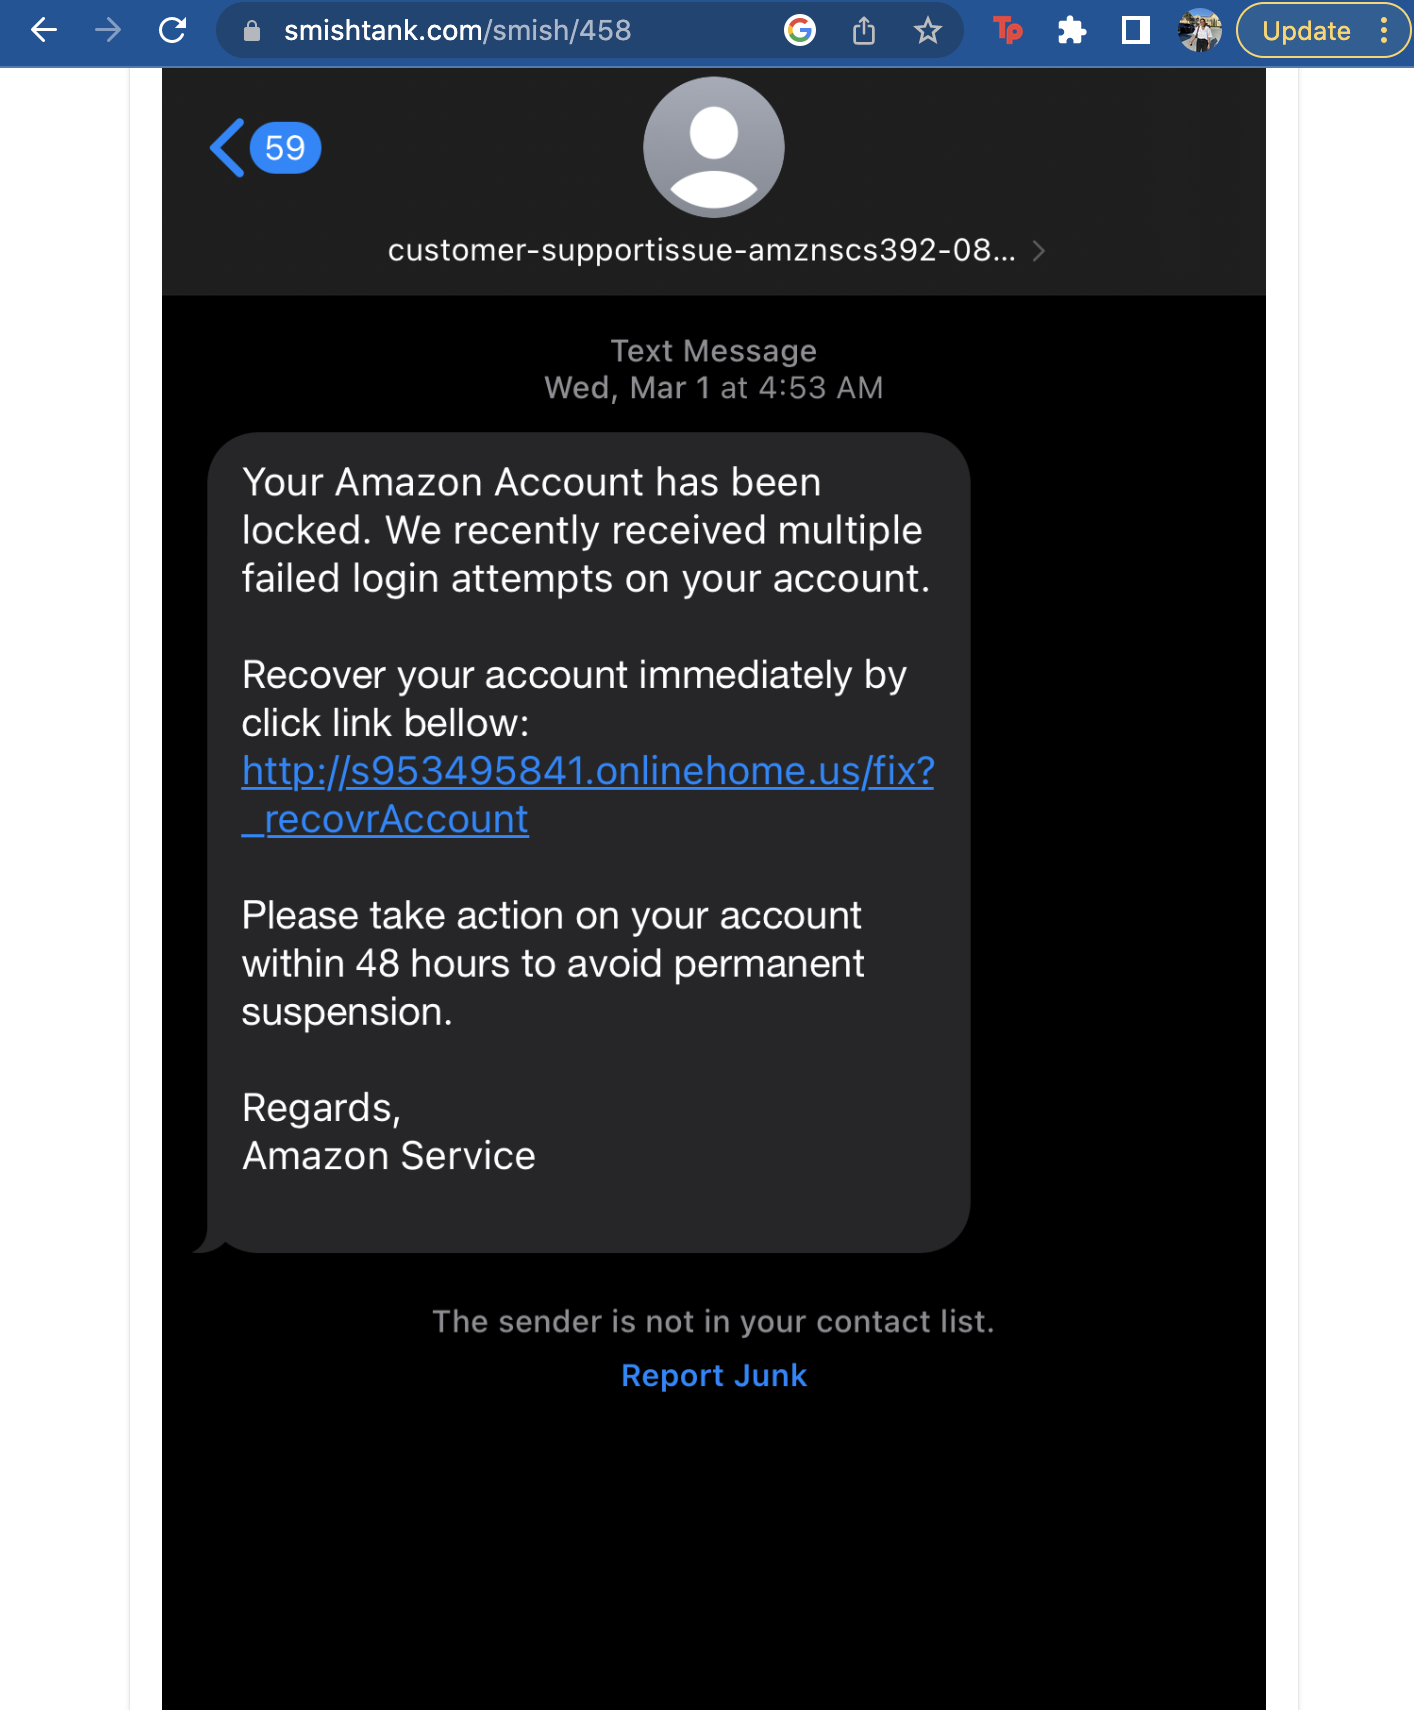 smishtank.com/smish/458
Tp
Update
59
customer-supportissue-amznscs392-08...
Text Message
Wed, Mar 1 at 4:53 AM
Your Amazon Account has been
locked. We recently received multiple
failed login attempts on your account.
Recover your account immediately by
click link bellow:
http://s953495841.onlinehome.us/fix?
_recovrAccount
Please take action on your account
within 48 hours to avoid permanent
suspension.
Regards,
Amazon Service
The sender is not in your contact list.
Report Junk